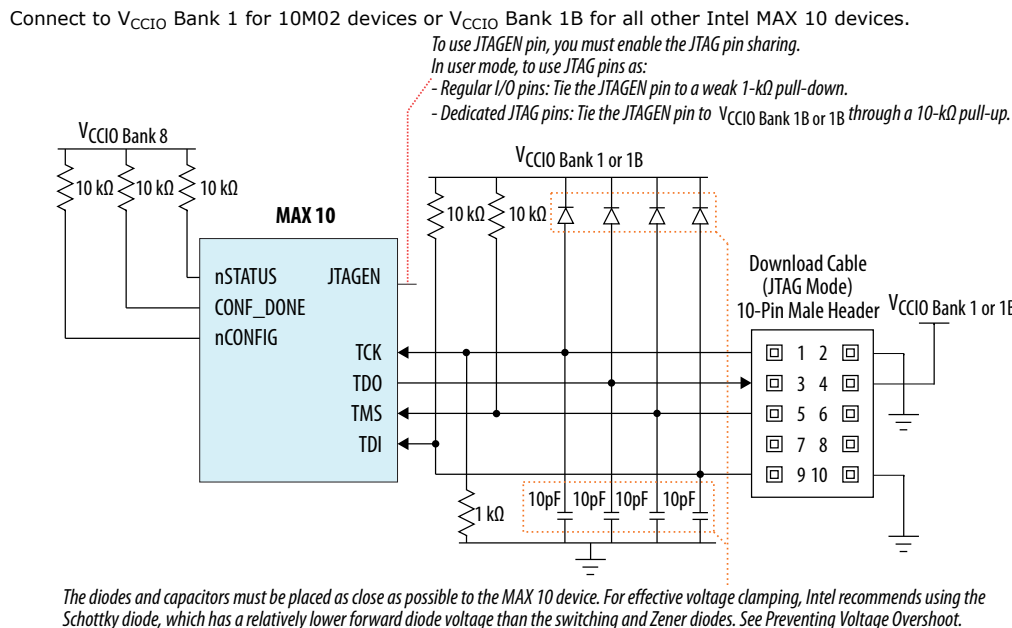 Connect to VCCIO Bank 1 for 10M02 devices or VCCIO Bank 1B for all other Intel MAX 10 devices.
To use JTAGEN pin, you must enable the JTAG pin sharing.
In user mode, to use JTAG pins as:
- Regular I/O pins: Tie the JTAGEN pin to a weak 1-kΩ pull-down.
- Dedicated JTAG pins: Tie the JTAGEN pin to VCCIO Bank 1B or 1B through a 10-kΩ pull-up.
VCCIO Bank 8
10 kΩ 10 kΩ 10 kΩ
VCCIO Bank 1 or 1B
10 kΩ 10 kΩ
MAX 10
nSTATUS JTAGEN
CONF_DONE
nCONFIG
TCK
TDO
TMS
TDI
Download Cable
(JTAG Mode)
10-Pin Male Header
VCCIO Bank 1 or 1B
1 2
3 4
5 6
7 8
9 10
10pF 10pF 10pF 10pF
1 kΩ
The diodes and capacitors must be placed as close as possible to the MAX 10 device. For effective voltage clamping, Intel recommends using the
Schottky diode, which has a relatively lower forward diode voltage than the switching and Zener diodes. See Preventing Voltage Overshoot.